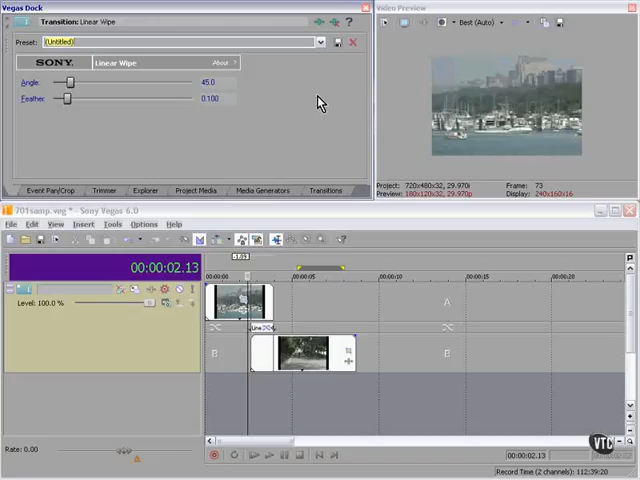 Vegas Dock
Transition: Linear Wipe
Preset: (Untitled)
SONY. Linear Wipe About
Angle: 45.0
Feather: 0.100
Event Pan/Crop Trimmer Explorer Project Media Media Generators Transitions
Video Preview
Best (Auto)
Project: 720x480x32, 29.970i Frame: 73
Preview: 180x120x32, 29.970p Display: 240x160x16
701samp.veg * - Sony Vegas 6.0
File Edit View Insert Tools Options Help
-1.09
00:00:02.13
00:00:00 00:00:05 00:00:10 00:00:15 00:00:20
Level: 100.0 %
A
Line
B B
Rate: 0.00
00:00:02.13
Record Time (2 channels): 112:39:20
VTC